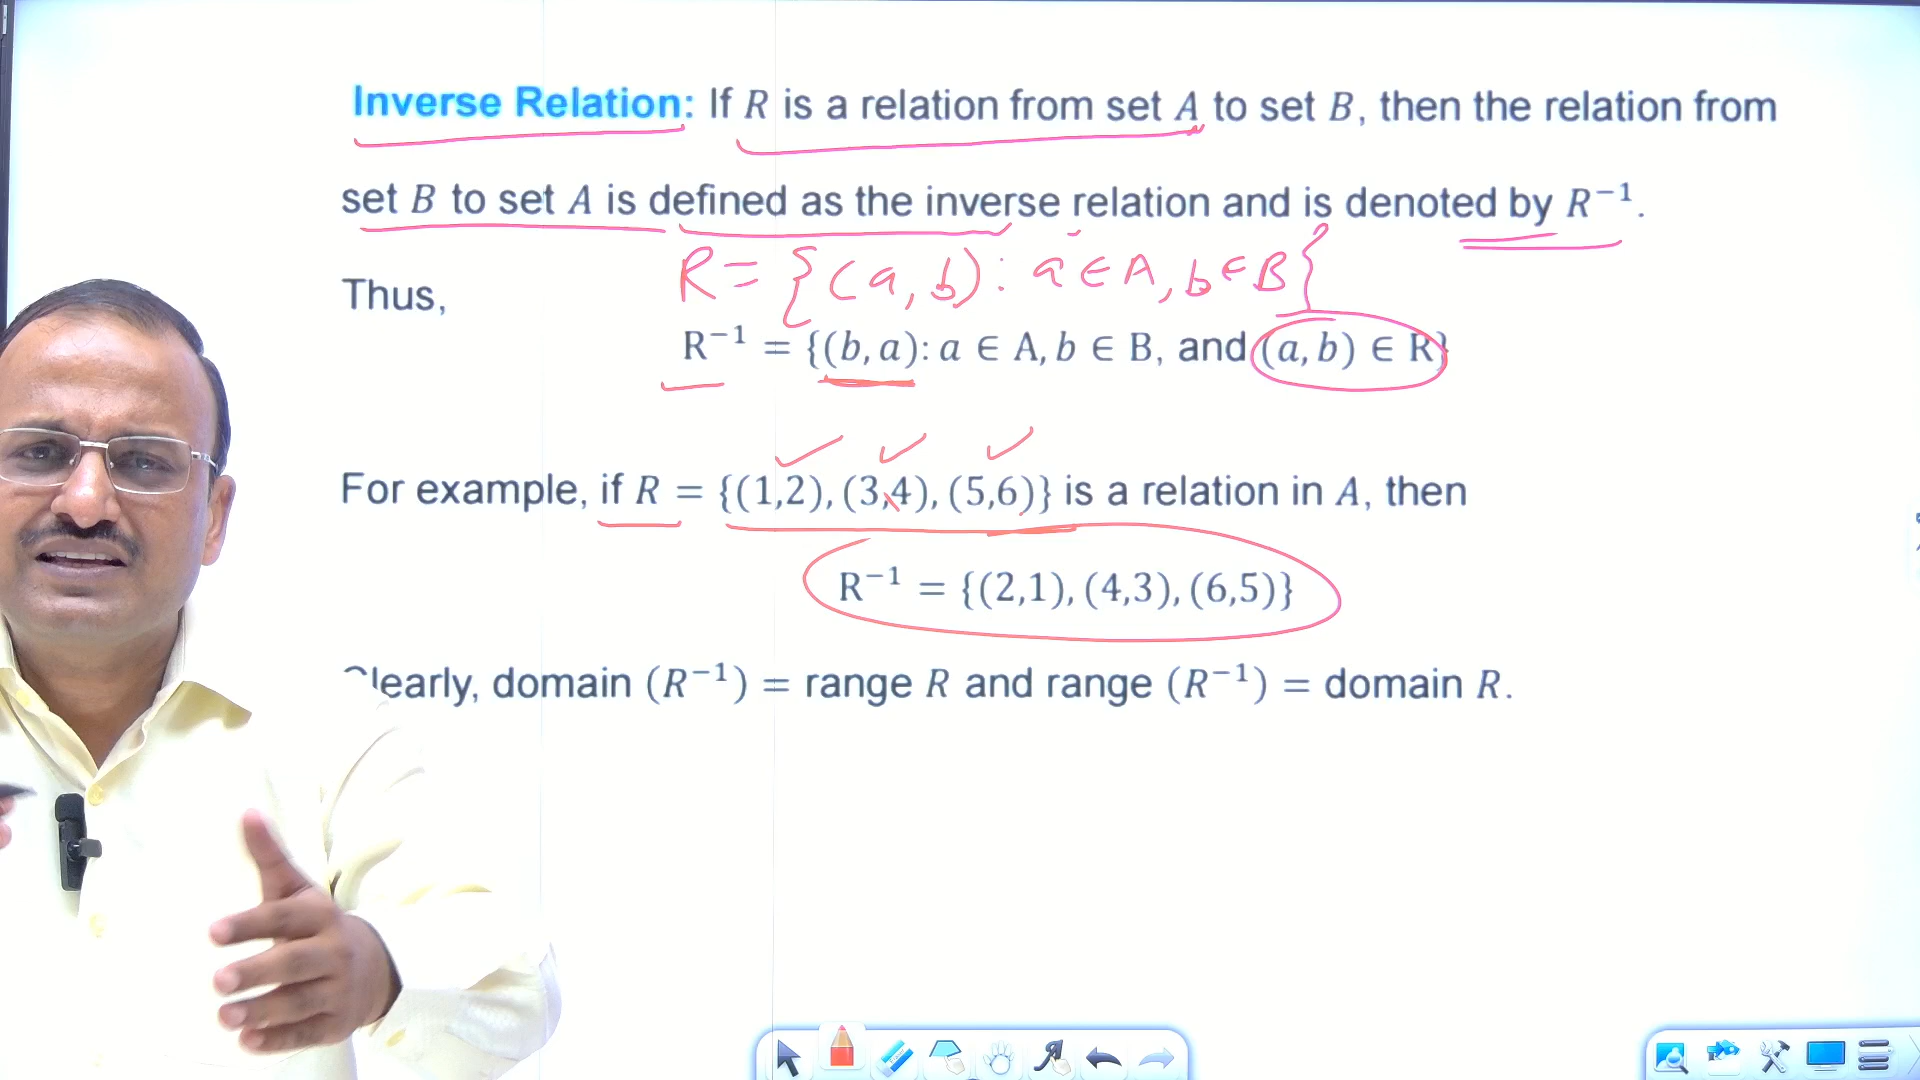 Inverse Relation: If R is a relation from set A to set B, then the relation from
set B to set A is defined as the inverse relation and is denoted by R⁻¹.
R = {(a, b): a ∈ A, b ∈ B}
Thus,
R⁻¹ = {(b, a): a ∈ A, b ∈ B, and (a, b) ∈ R}
For example, if R = {(1,2), (3,4), (5,6)} is a relation in A, then
R⁻¹ = {(2,1), (4,3), (6,5)}
Clearly, domain (R⁻¹) = range R and range (R⁻¹) = domain R.